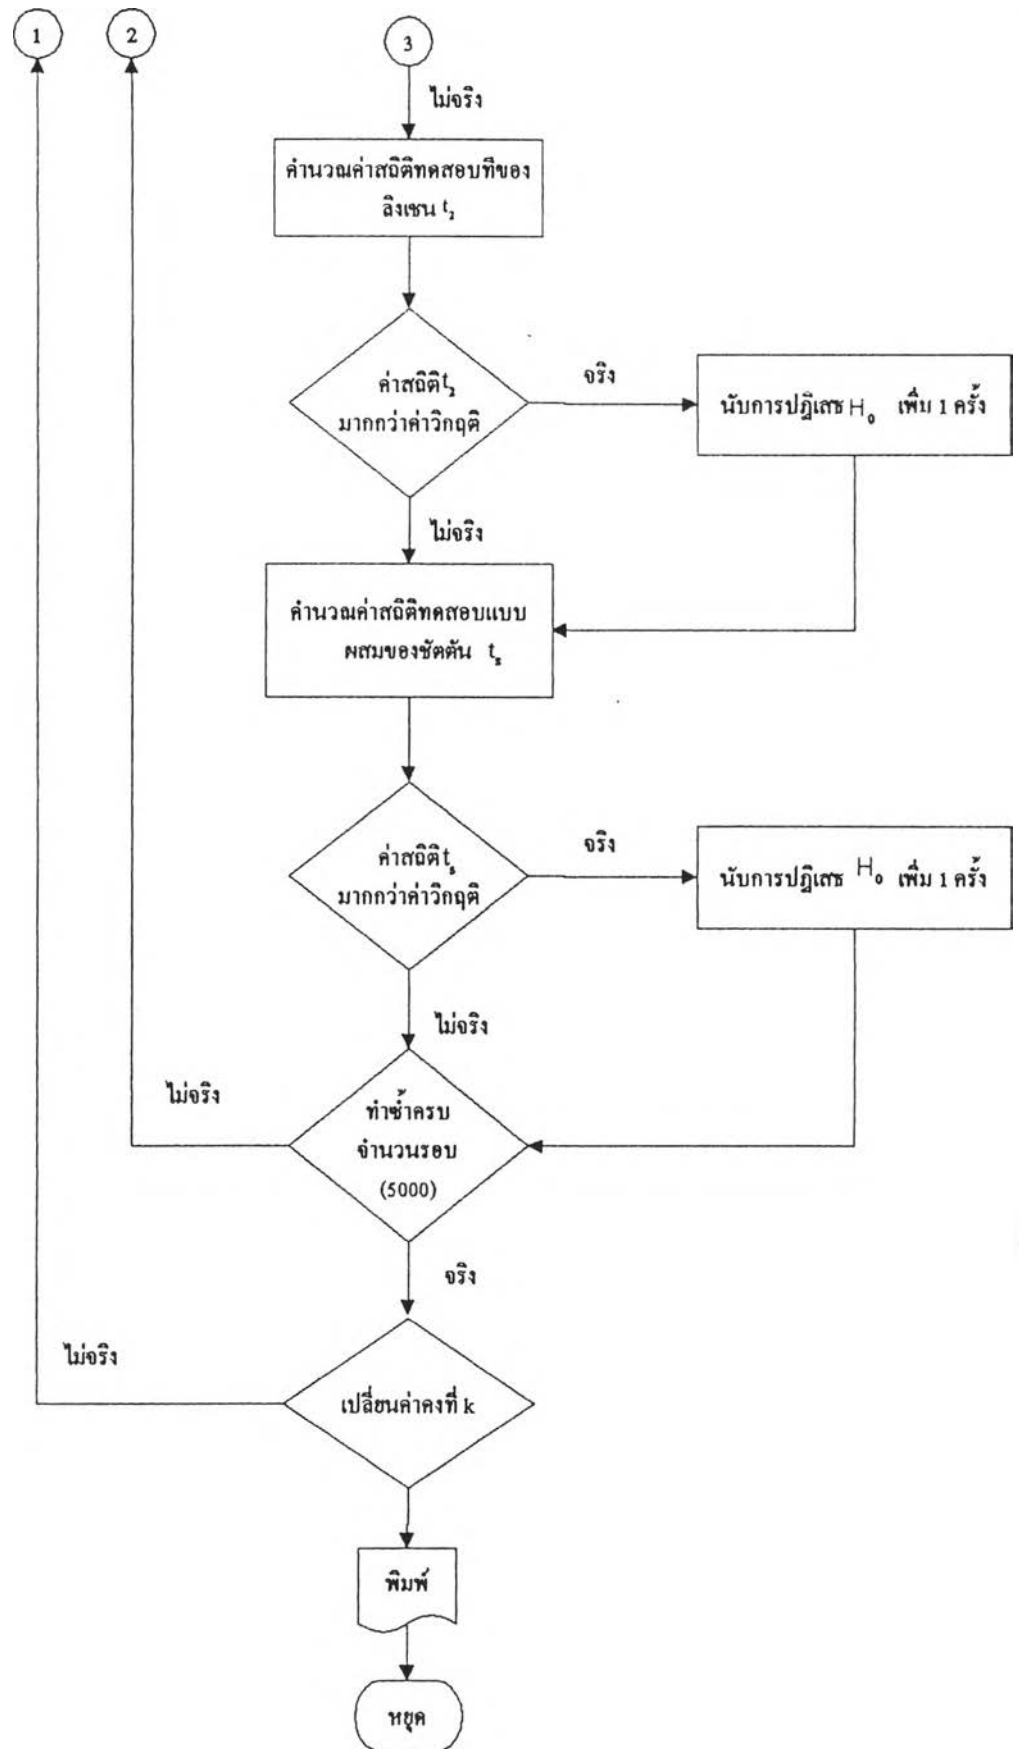 1
2
3
ไม่จริง
คำนวณค่าสถิติทดสอบทีของ
ลิงเชน t₂
ค่าสถิติ t₂
มากกว่าค่าวิกฤติ
จริง
นับการปฏิเสธ H₀ เพิ่ม 1 ครั้ง
ไม่จริง
คำนวณค่าสถิติทดสอบแบบ
ผสมของชัตตัน tₛ
ค่าสถิติ tₛ
มากกว่าค่าวิกฤติ
จริง
นับการปฏิเสธ H₀ เพิ่ม 1 ครั้ง
ไม่จริง
ไม่จริง
ทำซ้ำครบ
จำนวนรอบ
(5000)
จริง
ไม่จริง
เปลี่ยนค่าคงที่ k
พิมพ์
หยุด